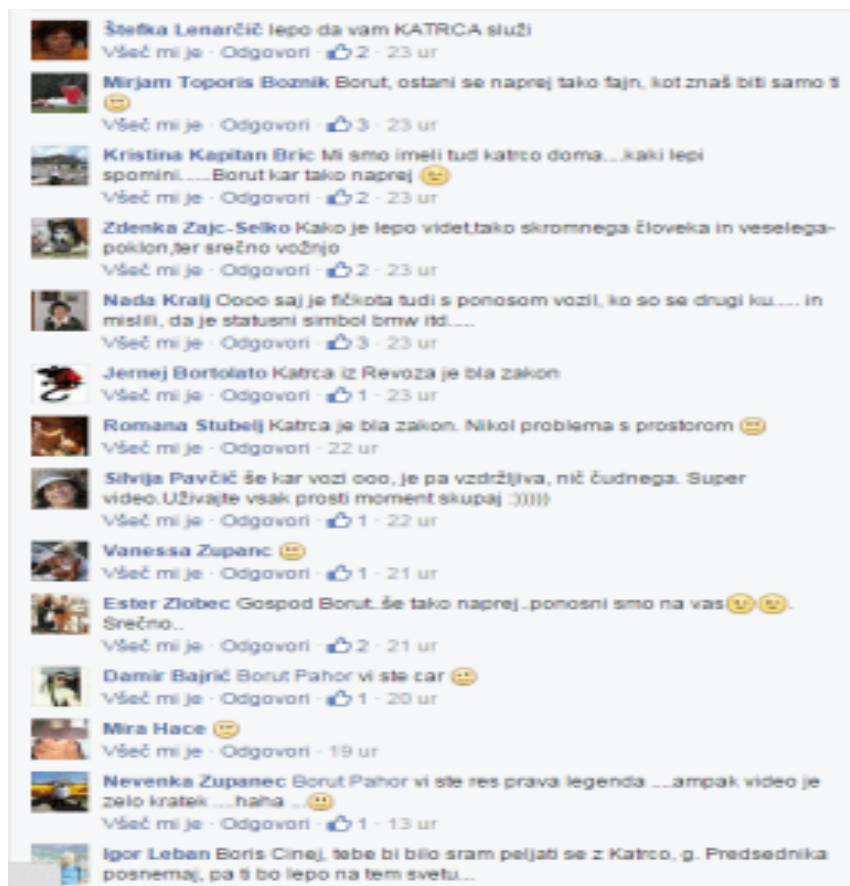 Štefka Lenarčič lepo da vam KATRCA služi
Všeč mi je · Odgovori · 2 · 23 ur
Mirjam Toporis Boznik Borut, ostani se naprej tako fajn, kot znaš biti samo ti
Všeč mi je · Odgovori · 3 · 23 ur
Kristina Kapitan Bric Mi smo imeli tud katrco doma....kaki lepi
spomini.....Borut kar tako naprej
Všeč mi je · Odgovori · 2 · 23 ur
Zdenka Zajc-Selko Kako je lepo videt,tako skromnega človeka in veselega-
poklon,ter srečno vožnjo
Všeč mi je · Odgovori · 2 · 23 ur
Nada Kralj Oooo saj je fičkota tudi s ponosom vozil, ko so se drugi ku..... in
mislili, da je statusni simbol bmw itd.....
Všeč mi je · Odgovori · 3 · 23 ur
Jernej Bortolato Katrca iz Revoza je bla zakon
Všeč mi je · Odgovori · 1 · 23 ur
Romana Stubelj Katrca je bla zakon. Nikol problema s prostorom
Všeč mi je · Odgovori · 22 ur
Silvija Pavčič še kar vozi ooo, je pa vzdržljiva, nič čudnega. Super
video.Uživajte vsak prosti moment skupaj :)))))
Všeč mi je · Odgovori · 1 · 22 ur
Vanessa Zupanc
Všeč mi je · Odgovori · 1 · 21 ur
Ester Zlobec Gospod Borut..še tako naprej..ponosni smo na vas.
Srečno..
Všeč mi je · Odgovori · 2 · 21 ur
Damir Bajrič Borut Pahor vi ste car
Všeč mi je · Odgovori · 1 · 20 ur
Mira Hace
Všeč mi je · Odgovori · 19 ur
Nevenka Zupanec Borut Pahor vi ste res prava legenda ....ampak video je
zelo kratek ....haha ...
Všeč mi je · Odgovori · 1 · 13 ur
Igor Leban Boris Cinej, tebe bi bilo sram peljati se z Katrco, g. Predsednika
posnemaj, pa ti bo lepo na tem svetu...